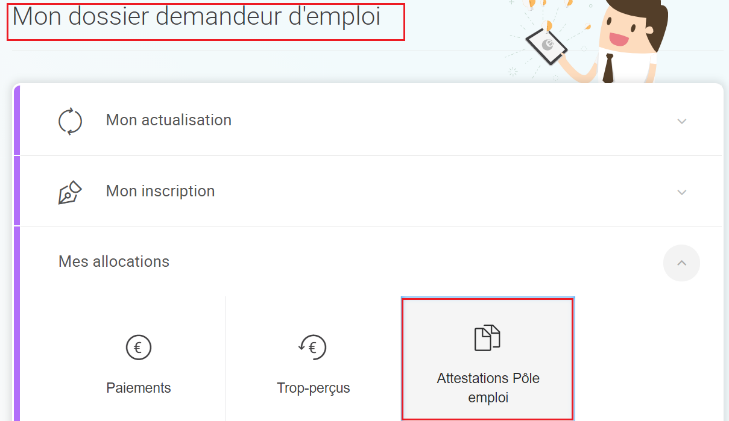 Mon dossier demandeur d'emploi
Mon actualisation
Mon inscription
Mes allocations
Paiements
Trop-perçus
Attestations Pôle
emploi